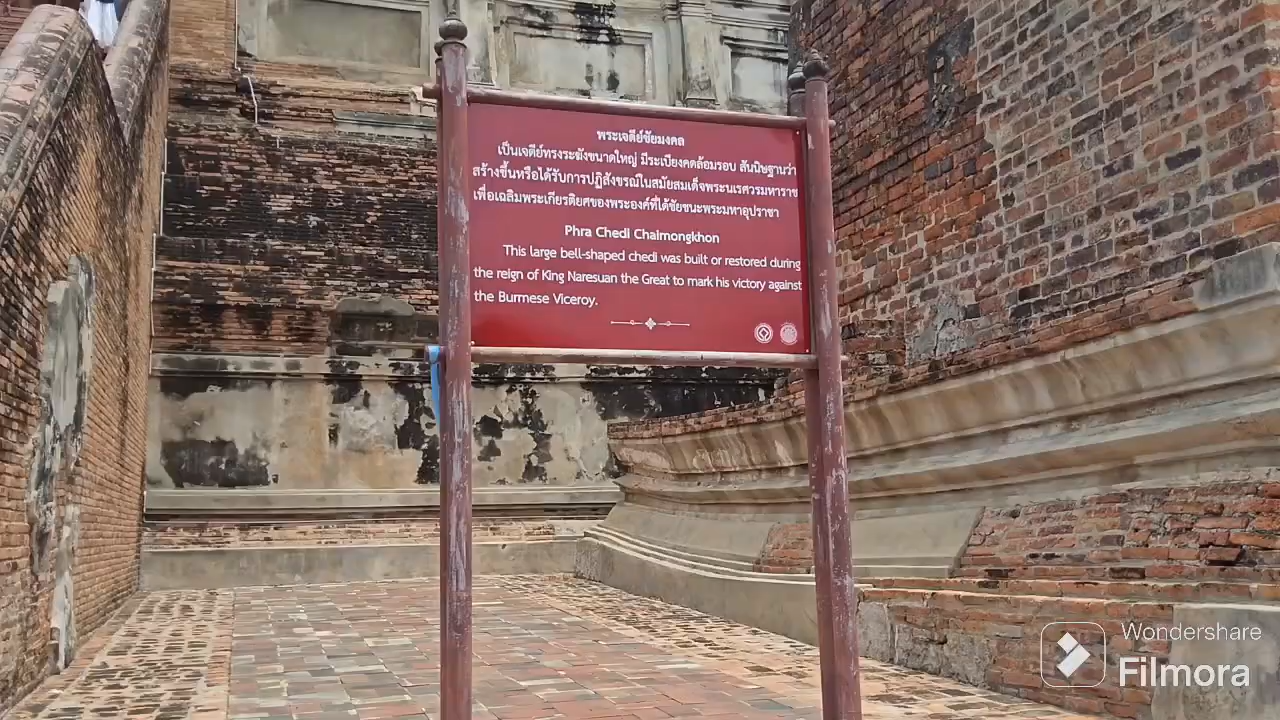 พระเจดีย์ชัยมงคล
เป็นเจดีย์ทรงระฆังขนาดใหญ่ มีระเบียงคดล้อมรอบ สันนิษฐานว่า
สร้างขึ้นหรือได้รับการปฏิสังขรณ์ในสมัยสมเด็จพระนเรศวรมหาราช
เพื่อเฉลิมพระเกียรติยศของพระองค์ที่ได้ชัยชนะพระมหาอุปราชา
Phra Chedi Chaimongkhon
This large bell-shaped chedi was built or restored during
the reign of King Naresuan the Great to mark his victory against
the Burmese Viceroy.
Wondershare
Filmora